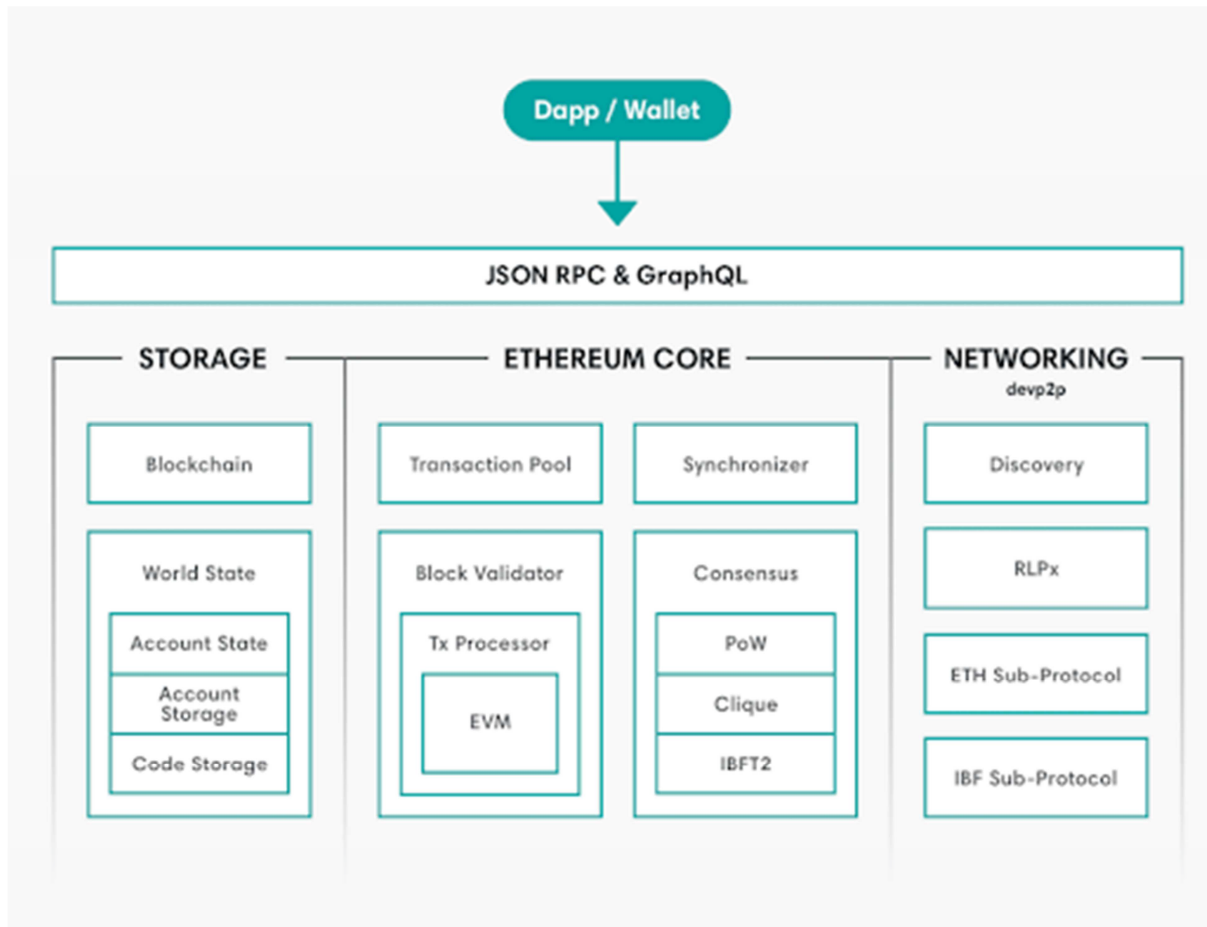 Dapp / Wallet
JSON RPC & GraphQL
STORAGE
Blockchain
World State
Account State
Account
Storage
Code Storage
ETHEREUM CORE
Transaction Pool
Synchronizer
Block Validator
Tx Processor
EVM
Consensus
PoW
Clique
IBFT2
NETWORKING
devp2p
Discovery
RLPx
ETH Sub-Protocol
IBF Sub-Protocol